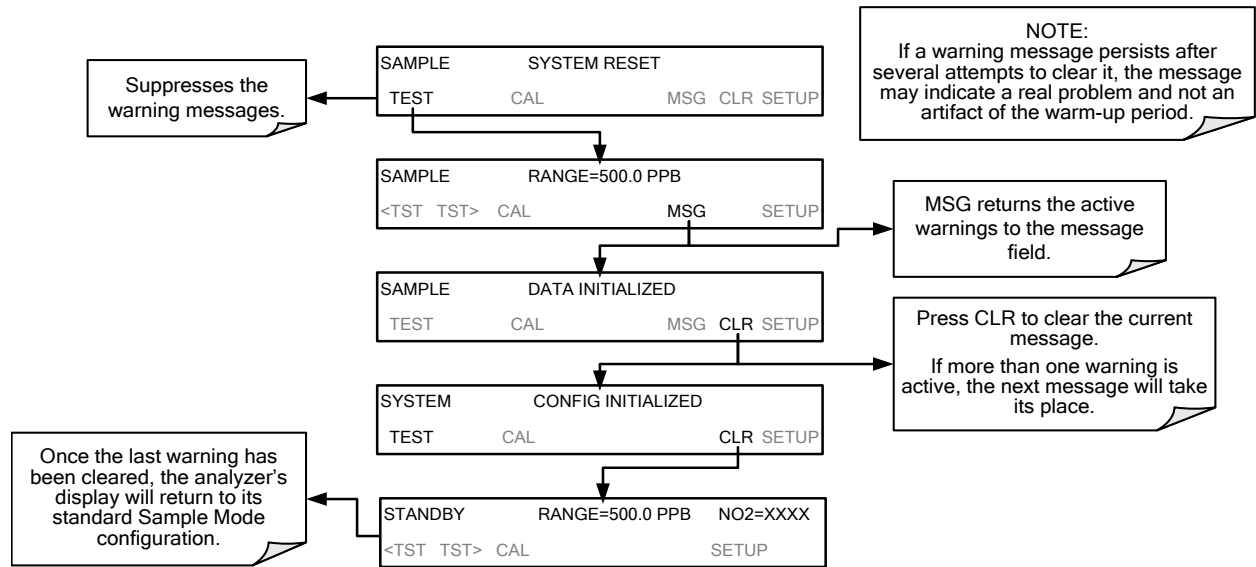 NOTE:
If a warning message persists after
several attempts to clear it, the message
may indicate a real problem and not an
artifact of the warm-up period.
Suppresses the
warning messages.
SAMPLE SYSTEM RESET
TEST CAL MSG CLR SETUP
SAMPLE RANGE=500.0 PPB
<TST TST> CAL MSG SETUP
MSG returns the active
warnings to the message
field.
SAMPLE DATA INITIALIZED
TEST CAL MSG CLR SETUP
Press CLR to clear the current
message.
If more than one warning is
active, the next message will take
its place.
SYSTEM CONFIG INITIALIZED
TEST CAL CLR SETUP
Once the last warning has
been cleared, the analyzer's
display will return to its
standard Sample Mode
configuration.
STANDBY RANGE=500.0 PPB NO2=XXXX
<TST TST> CAL SETUP